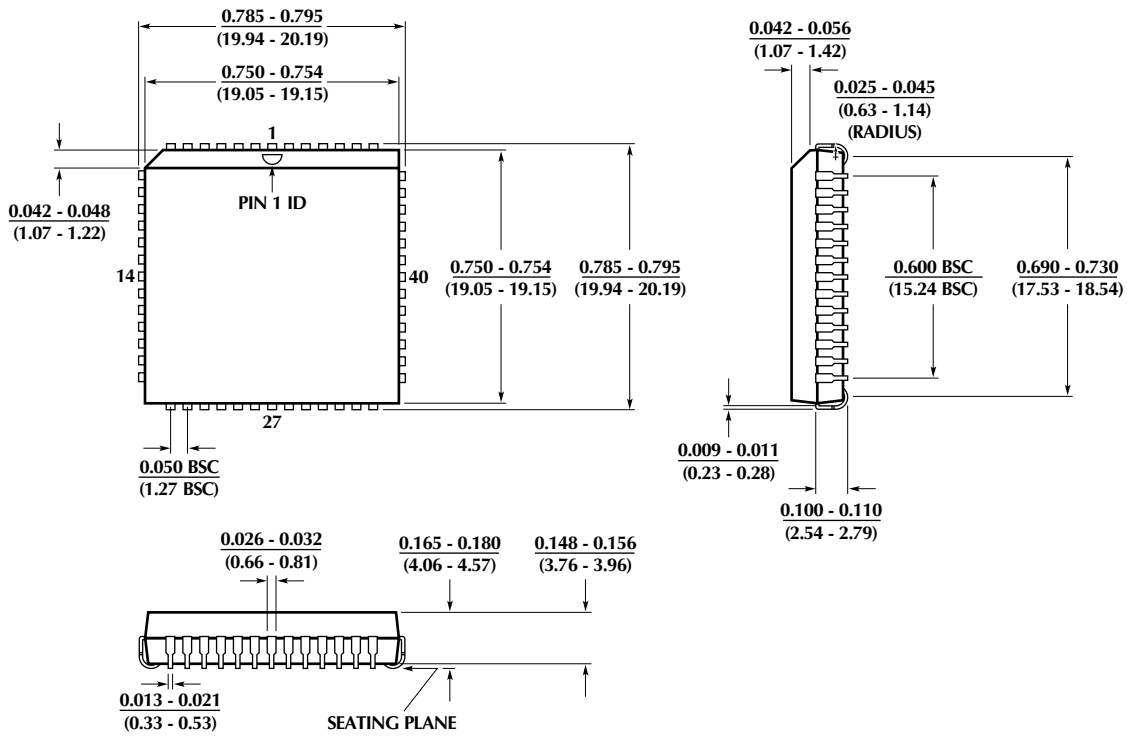 0.785 - 0.795
(19.94 - 20.19)
0.750 - 0.754
(19.05 - 19.15)
1
PIN 1 ID
0.042 - 0.048
(1.07 - 1.22)
14
40
0.750 - 0.754
(19.05 - 19.15)
0.785 - 0.795
(19.94 - 20.19)
27
0.050 BSC
(1.27 BSC)
0.042 - 0.056
(1.07 - 1.42)
0.025 - 0.045
(0.63 - 1.14)
(RADIUS)
0.600 BSC
(15.24 BSC)
0.690 - 0.730
(17.53 - 18.54)
0.009 - 0.011
(0.23 - 0.28)
0.100 - 0.110
(2.54 - 2.79)
0.026 - 0.032
(0.66 - 0.81)
0.165 - 0.180
(4.06 - 4.57)
0.148 - 0.156
(3.76 - 3.96)
0.013 - 0.021
(0.33 - 0.53)
SEATING PLANE